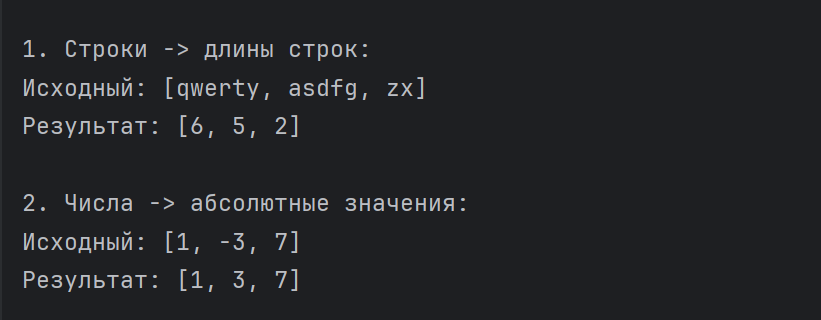 1. Строки -> длины строк:
Исходный: [qwerty, asdfg, zx]
Результат: [6, 5, 2]
2. Числа -> абсолютные значения:
Исходный: [1, -3, 7]
Результат: [1, 3, 7]